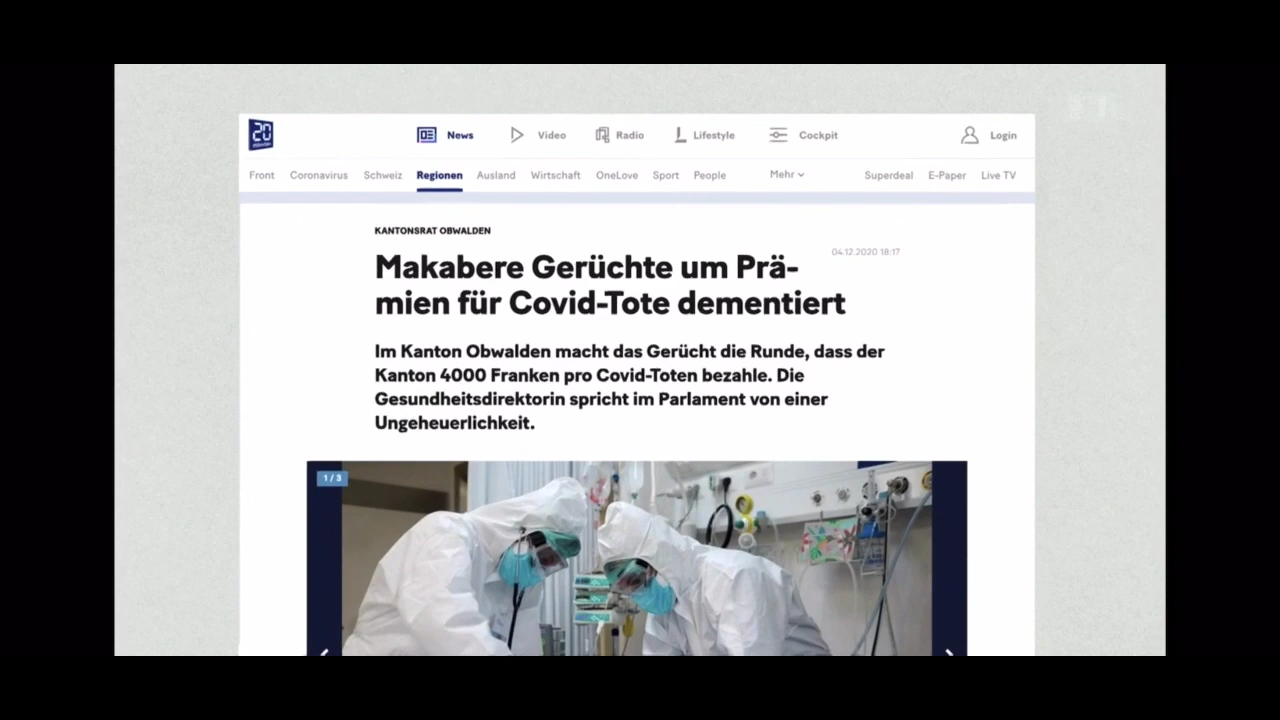 20
minuten
News
Video
Radio
Lifestyle
Cockpit
Login
Front
Coronavirus
Schweiz
Regionen
Ausland
Wirtschaft
OneLove
Sport
People
Mehr
Superdeal
E-Paper
Live TV
KANTONSRAT OBWALDEN
04.12.2020 18:17
Makabere Gerüchte um Prä-
mien für Covid-Tote dementiert
Im Kanton Obwalden macht das Gerücht die Runde, dass der
Kanton 4000 Franken pro Covid-Toten bezahle. Die
Gesundheitsdirektorin spricht im Parlament von einer
Ungeheuerlichkeit.
1 / 3